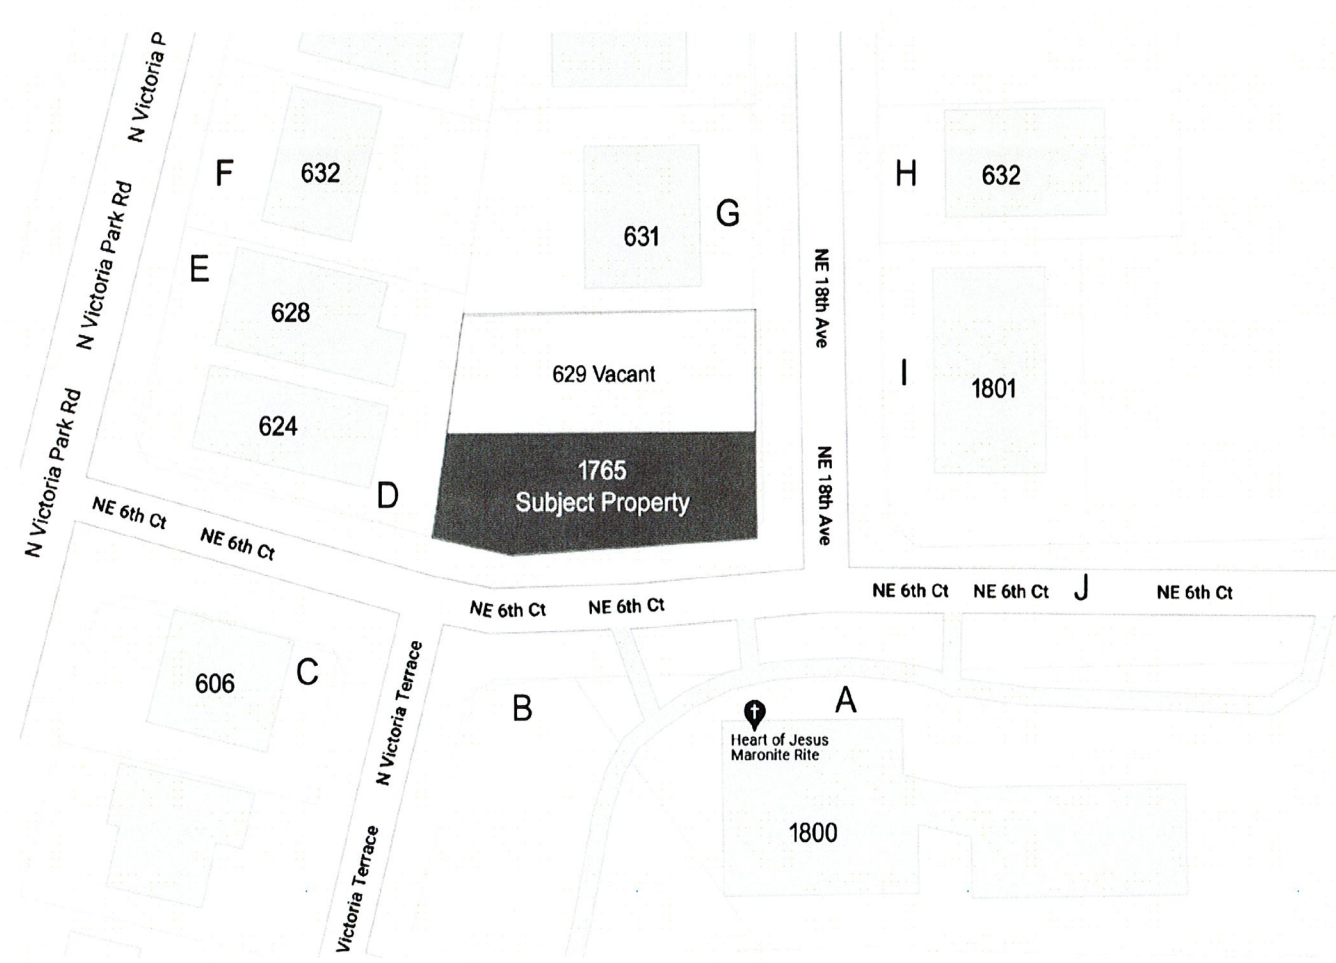 N Victoria P
N Victoria Park Rd
N Victoria Park Rd
F
632
E
628
624
D
G
631
629 Vacant
1765
Subject Property
NE 18th Ave
NE 18th Ave
H
632
I
1801
NE 6th Ct
NE 6th Ct
NE 6th Ct
NE 6th Ct
NE 6th Ct
NE 6th Ct
J
NE 6th Ct
606
C
N Victoria Terrace
Victoria Terrace
B
A
Heart of Jesus
Maronite Rite
1800